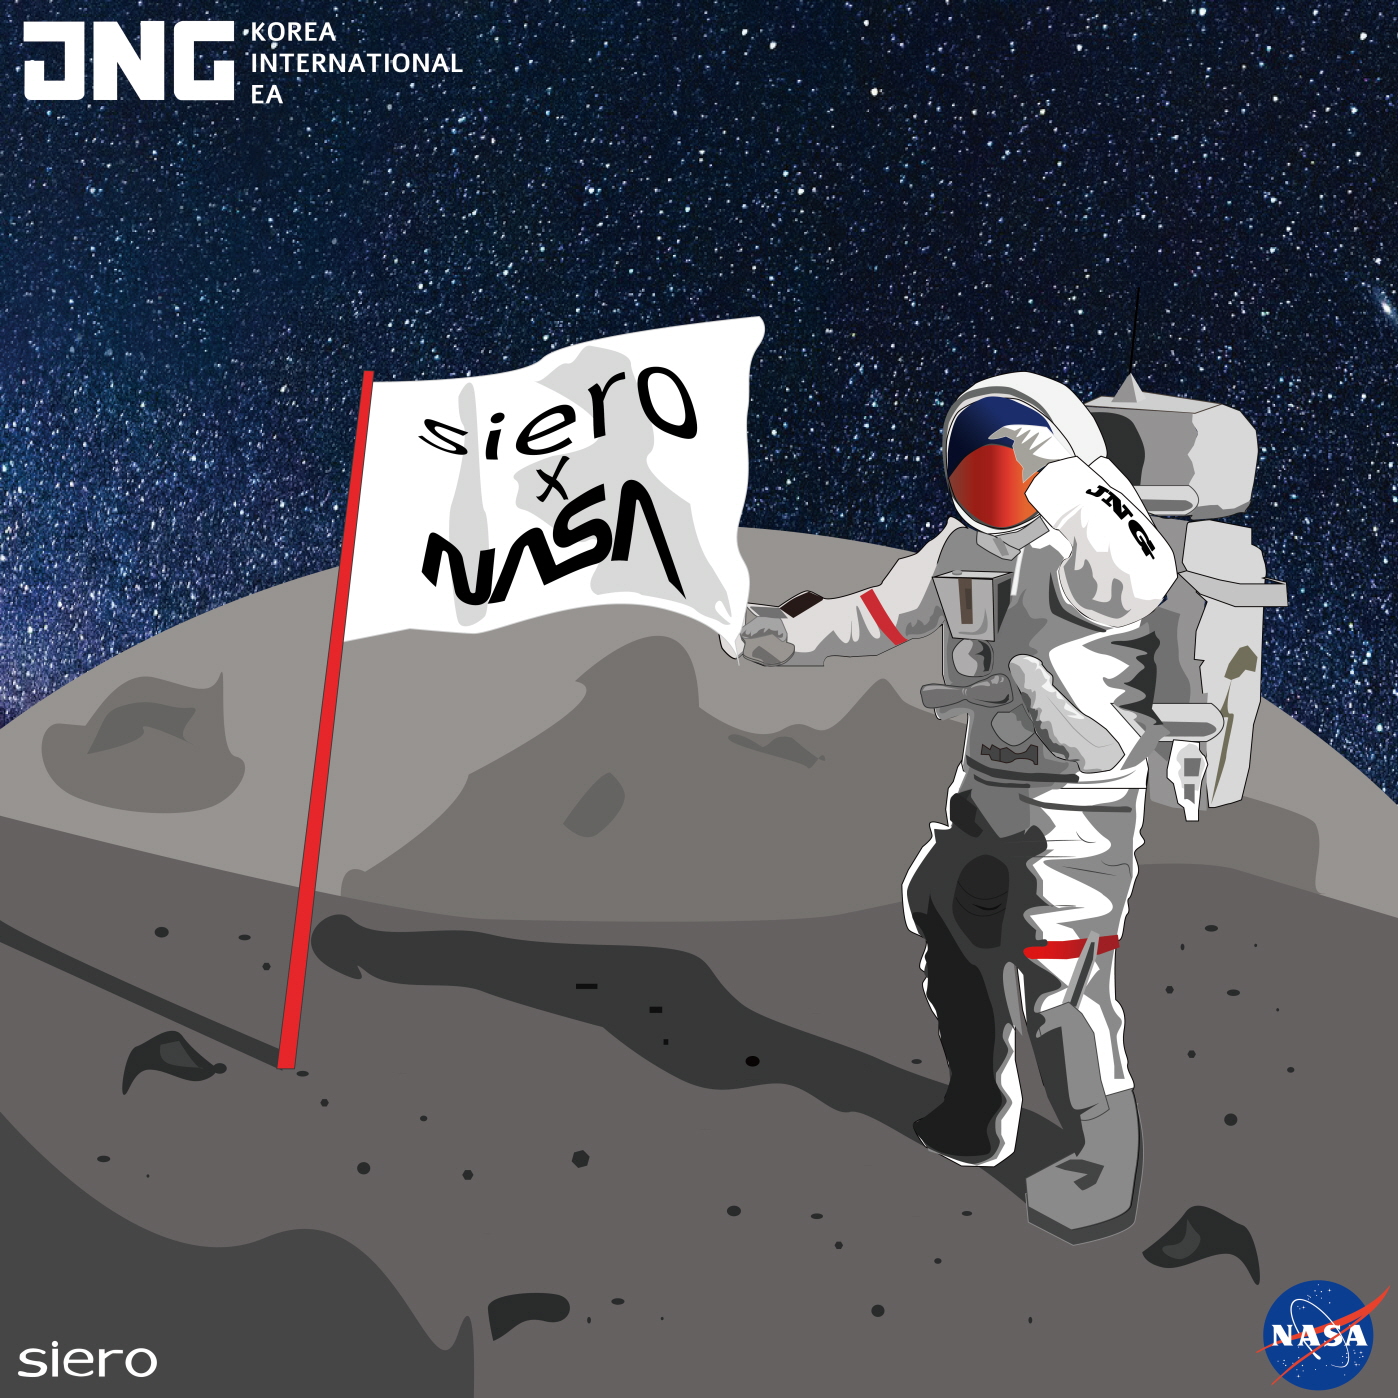 JNG
KOREA
INTERNATIONAL
EA
siero
x
NASA
JNG
siero
NASA